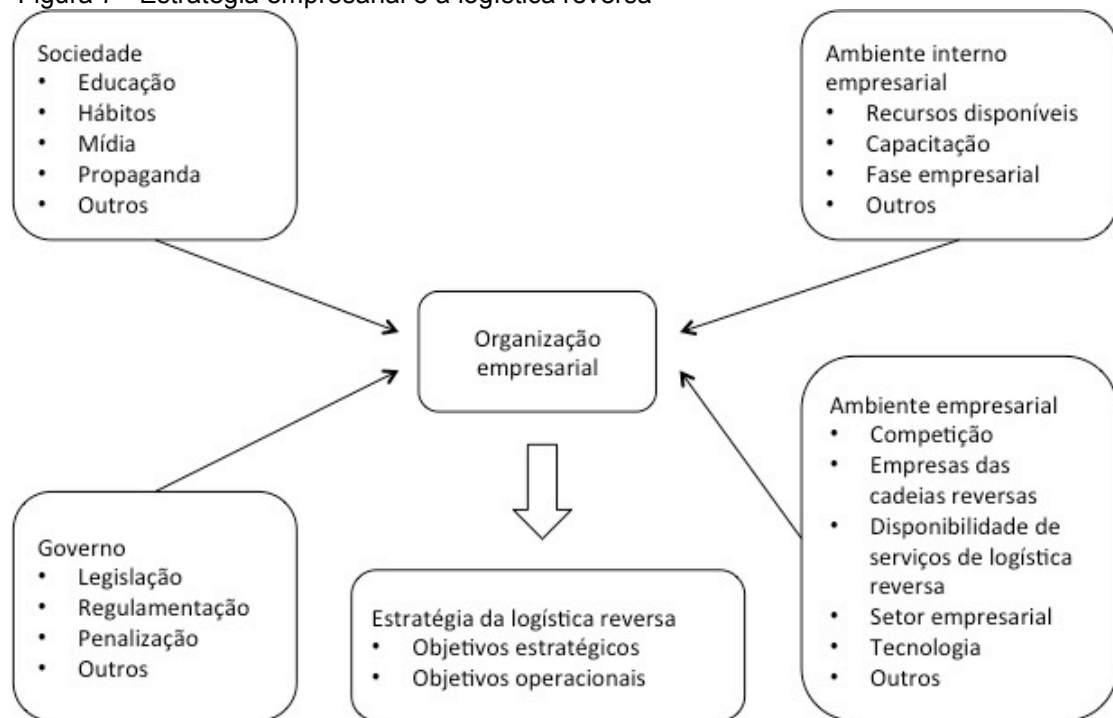 Figura 7 – Estratégia empresarial e a logística reversa
Sociedade
• Educação
• Hábitos
• Mídia
• Propaganda
• Outros
Ambiente interno
empresarial
• Recursos disponíveis
• Capacitação
• Fase empresarial
• Outros
Organização
empresarial
Governo
• Legislação
• Regulamentação
• Penalização
• Outros
Ambiente empresarial
• Competição
• Empresas das
cadeias reversas
• Disponibilidade de
serviços de logística
reversa
• Setor empresarial
• Tecnologia
• Outros
Estratégia da logística reversa
• Objetivos estratégicos
• Objetivos operacionais